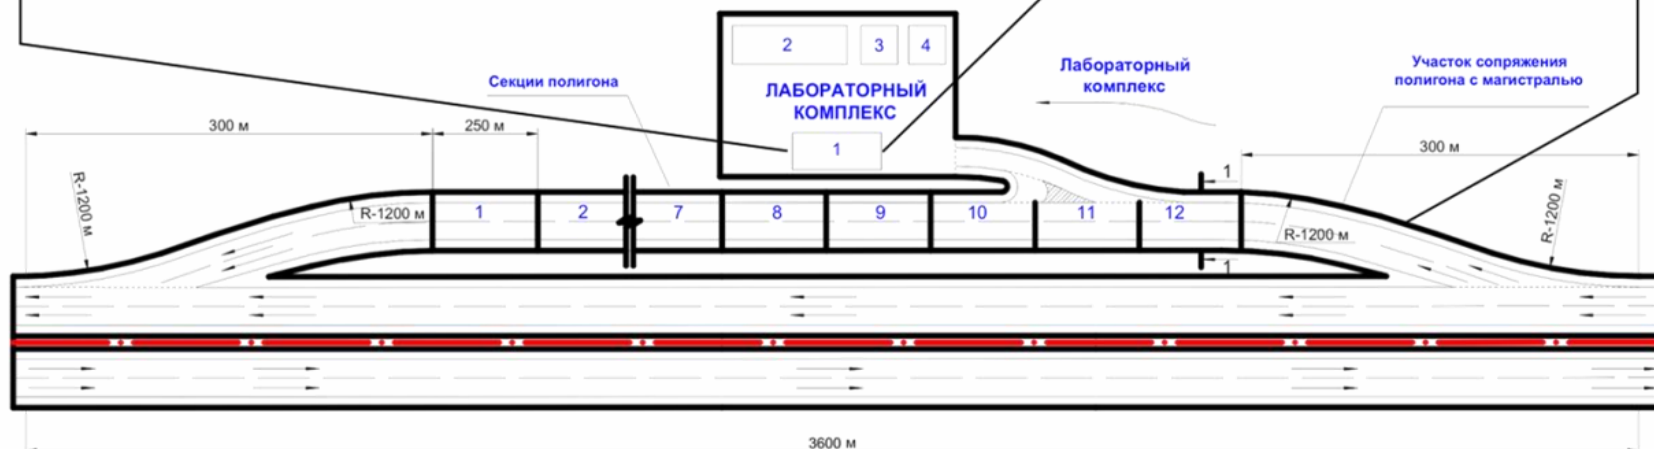 2
3
4
ЛАБОРАТОРНЫЙ
КОМПЛЕКС
1
Секции полигона
Лабораторный
комплекс
Участок сопряжения
полигона с магистралью
300 м
250 м
300 м
R-1200 м
R-1200 м
1
2
7
8
9
10
11
12
1
1
R-1200 м
R-1200 м
3600 м